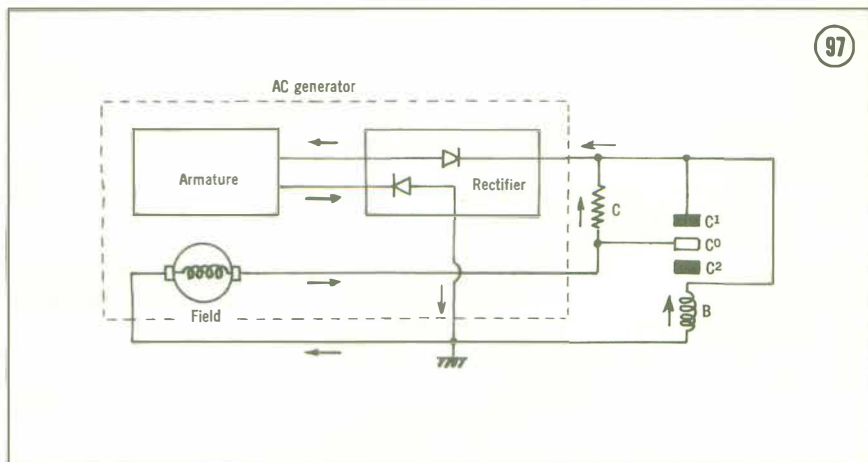 97
AC generator
Armature
Rectifier
C
C¹
C⁰
C²
B
Field